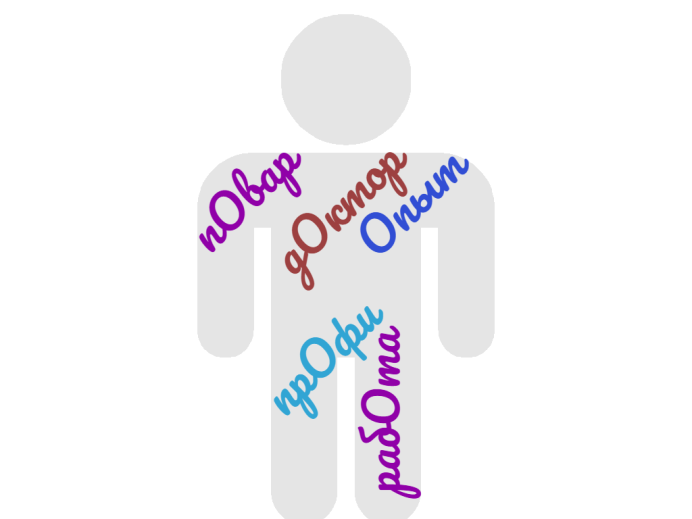 пОвар
дОктор
Опыт
прОфи
рабОта